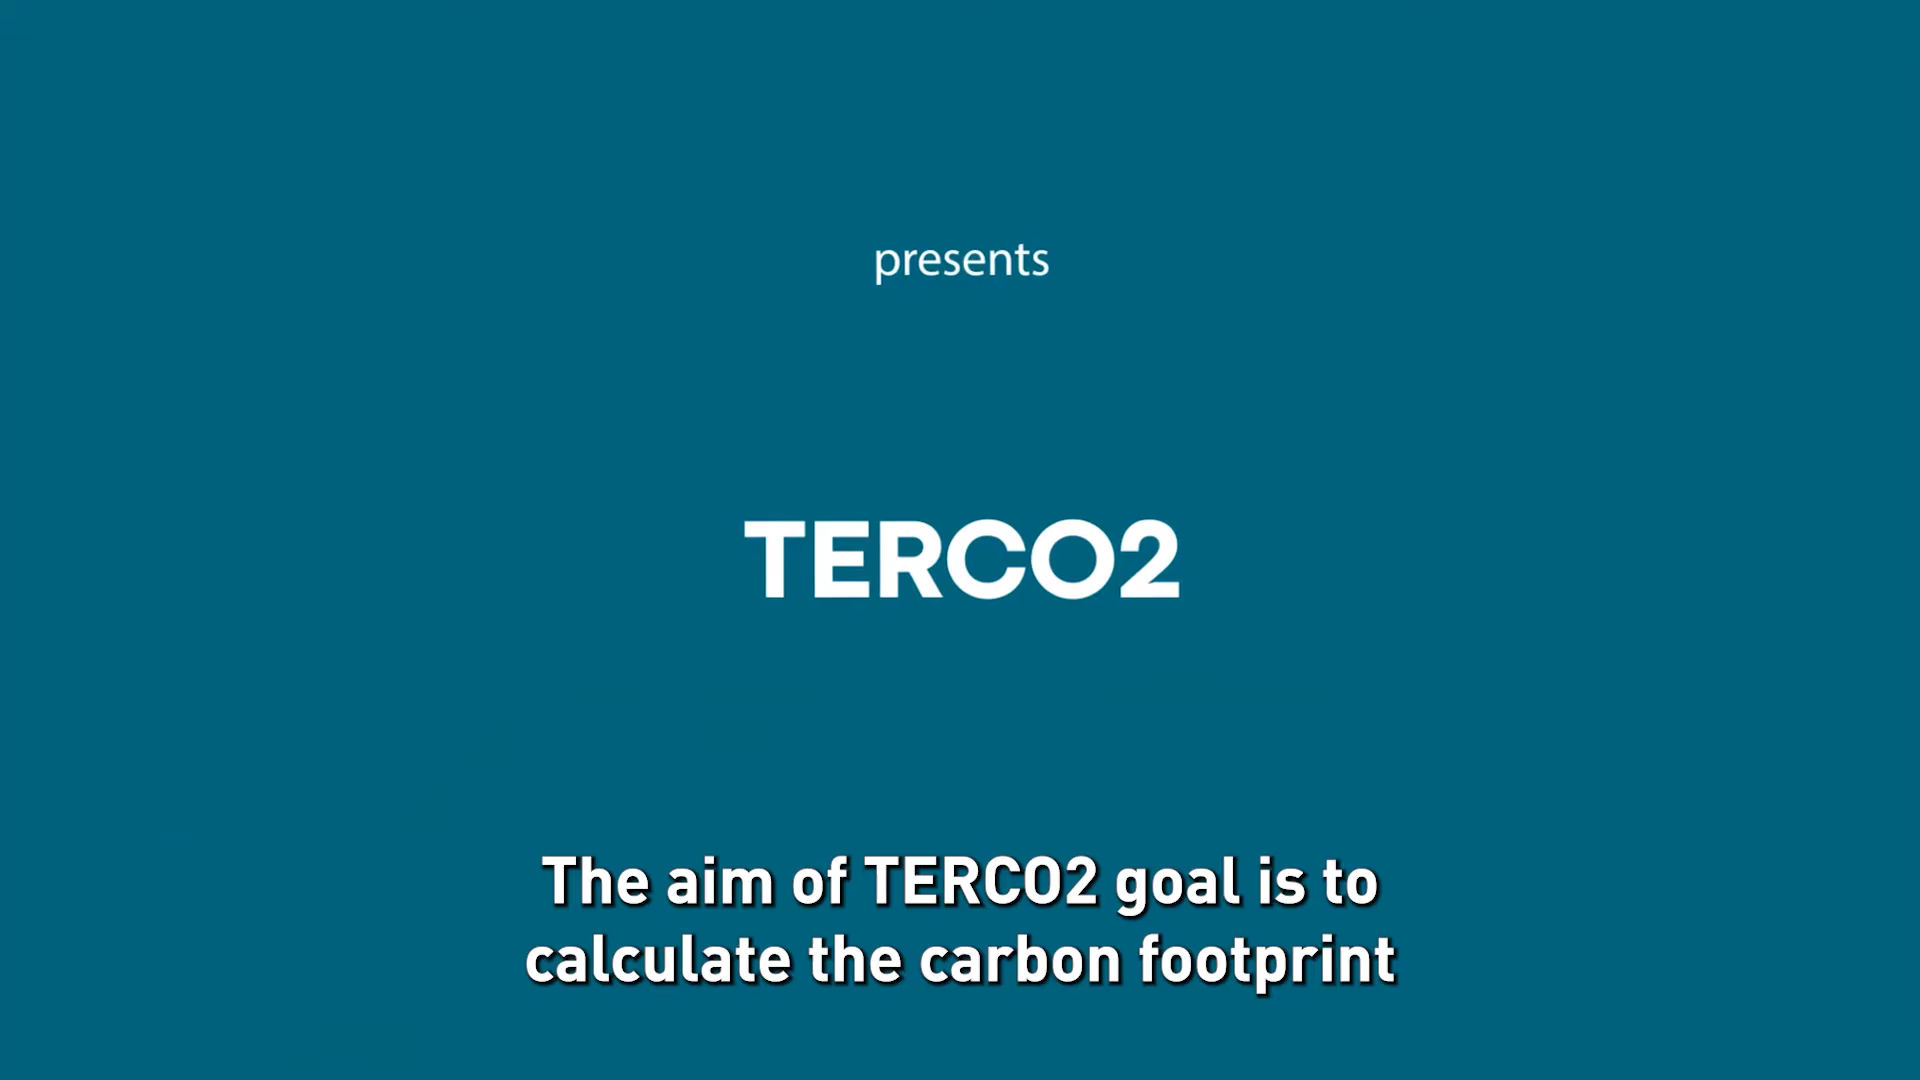 presents
TERCO2
The aim of TERCO2 goal is to
calculate the carbon footprint